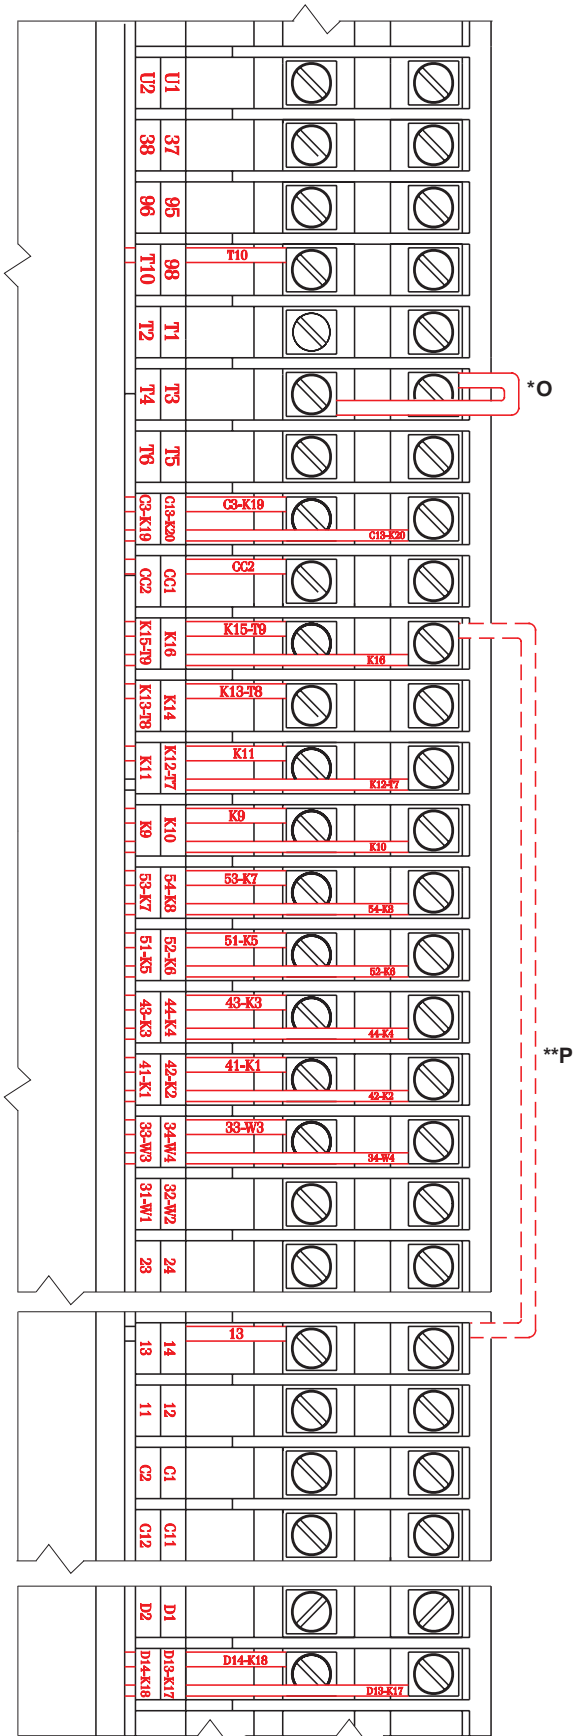 U2 U1
38 37
96 95
T10 98 T10
T2 T1
T4 T3 *O
T6 T5
C3-K19 C13-K20 C3-K19 C13-K20
CC2 CC1 CC2
K15-T9 K16 K15-T9 K16
K13-T8 K14 K13-T8
K11 K12-T7 K11 K12-T7
K9 K10 K9 K10
53-K7 54-K8 53-K7 54-K8
51-K5 52-K6 51-K5 52-K6
43-K3 44-K4 43-K3 44-K4
**P
41-K1 42-K2 41-K1 42-K2
33-W3 34-W4 33-W3 34-W4
31-W1 32-W2
23 24
13 14 13
11 12
C2 C1
C12 C11
D2 D1
D14-K18 D13-K17 D14-K18 D13-K17